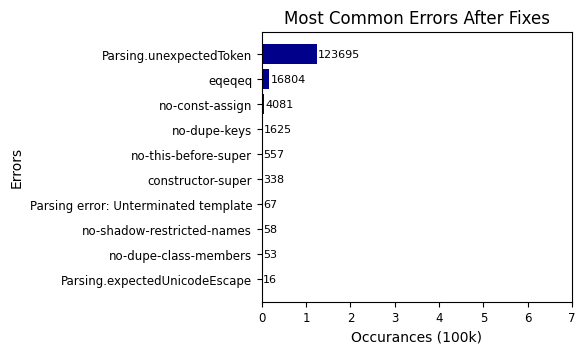 Most Common Errors After Fixes
Errors
Parsing.unexpectedToken 123695
eqeqeq 16804
no-const-assign 4081
no-dupe-keys 1625
no-this-before-super 557
constructor-super 338
Parsing error: Unterminated template 67
no-shadow-restricted-names 58
no-dupe-class-members 53
Parsing.expectedUnicodeEscape 16
0 1 2 3 4 5 6 7
Occurances (100k)